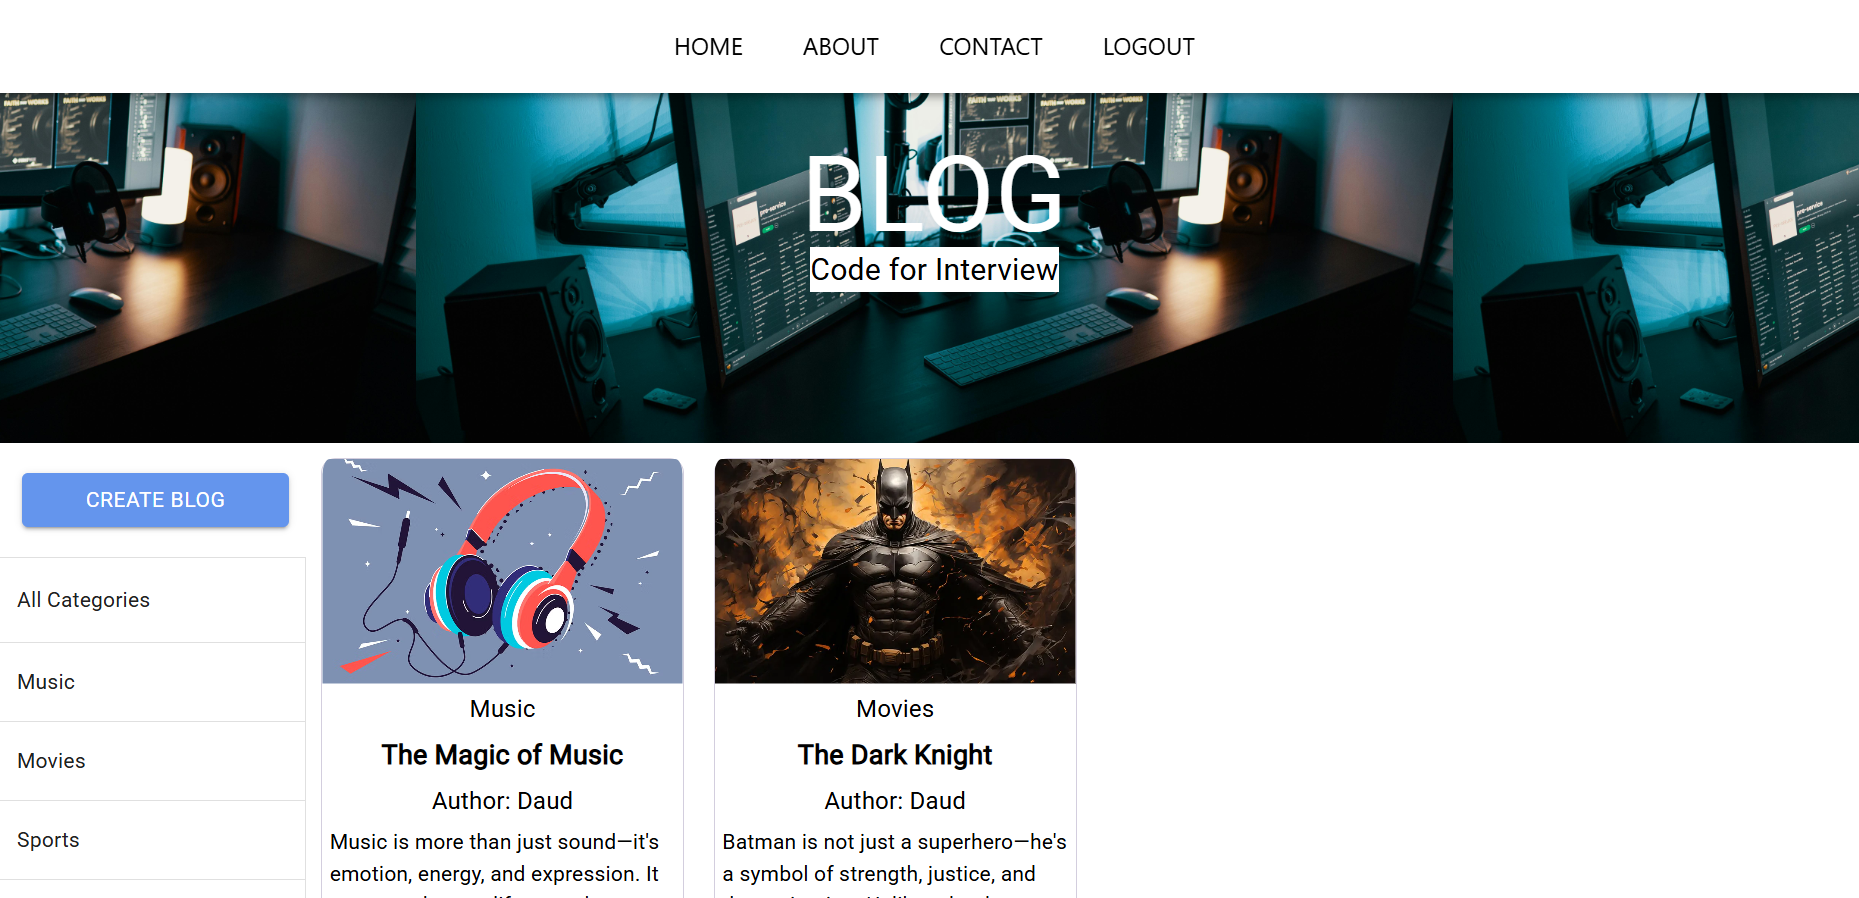 HOME ABOUT CONTACT LOGOUT
BLOG
Code for Interview
CREATE BLOG
All Categories
Music
Movies
Sports
Music
The Magic of Music
Author: Daud
Music is more than just sound—it's
emotion, energy, and expression. It
Movies
The Dark Knight
Author: Daud
Batman is not just a superhero—he's
a symbol of strength, justice, and